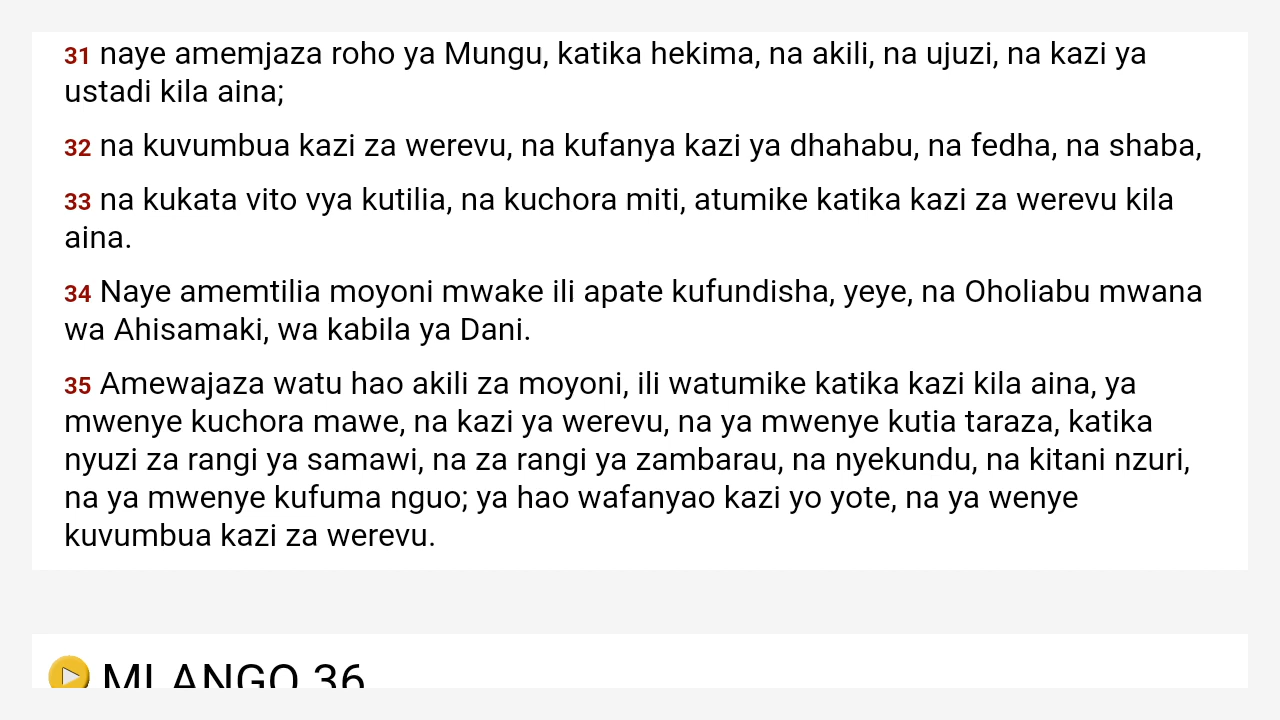 31 naye amemjaza roho ya Mungu, katika hekima, na akili, na ujuzi, na kazi ya
ustadi kila aina;
32 na kuvumbua kazi za werevu, na kufanya kazi ya dhahabu, na fedha, na shaba,
33 na kukata vito vya kutilia, na kuchora miti, atumike katika kazi za werevu kila
aina.
34 Naye amemtilia moyoni mwake ili apate kufundisha, yeye, na Oholiabu mwana
wa Ahisamaki, wa kabila ya Dani.
35 Amewajaza watu hao akili za moyoni, ili watumike katika kazi kila aina, ya
mwenye kuchora mawe, na kazi ya werevu, na ya mwenye kutia taraza, katika
nyuzi za rangi ya samawi, na za rangi ya zambarau, na nyekundu, na kitani nzuri,
na ya mwenye kufuma nguo; ya hao wafanyao kazi yo yote, na ya wenye
kuvumbua kazi za werevu.
MLANGO 36